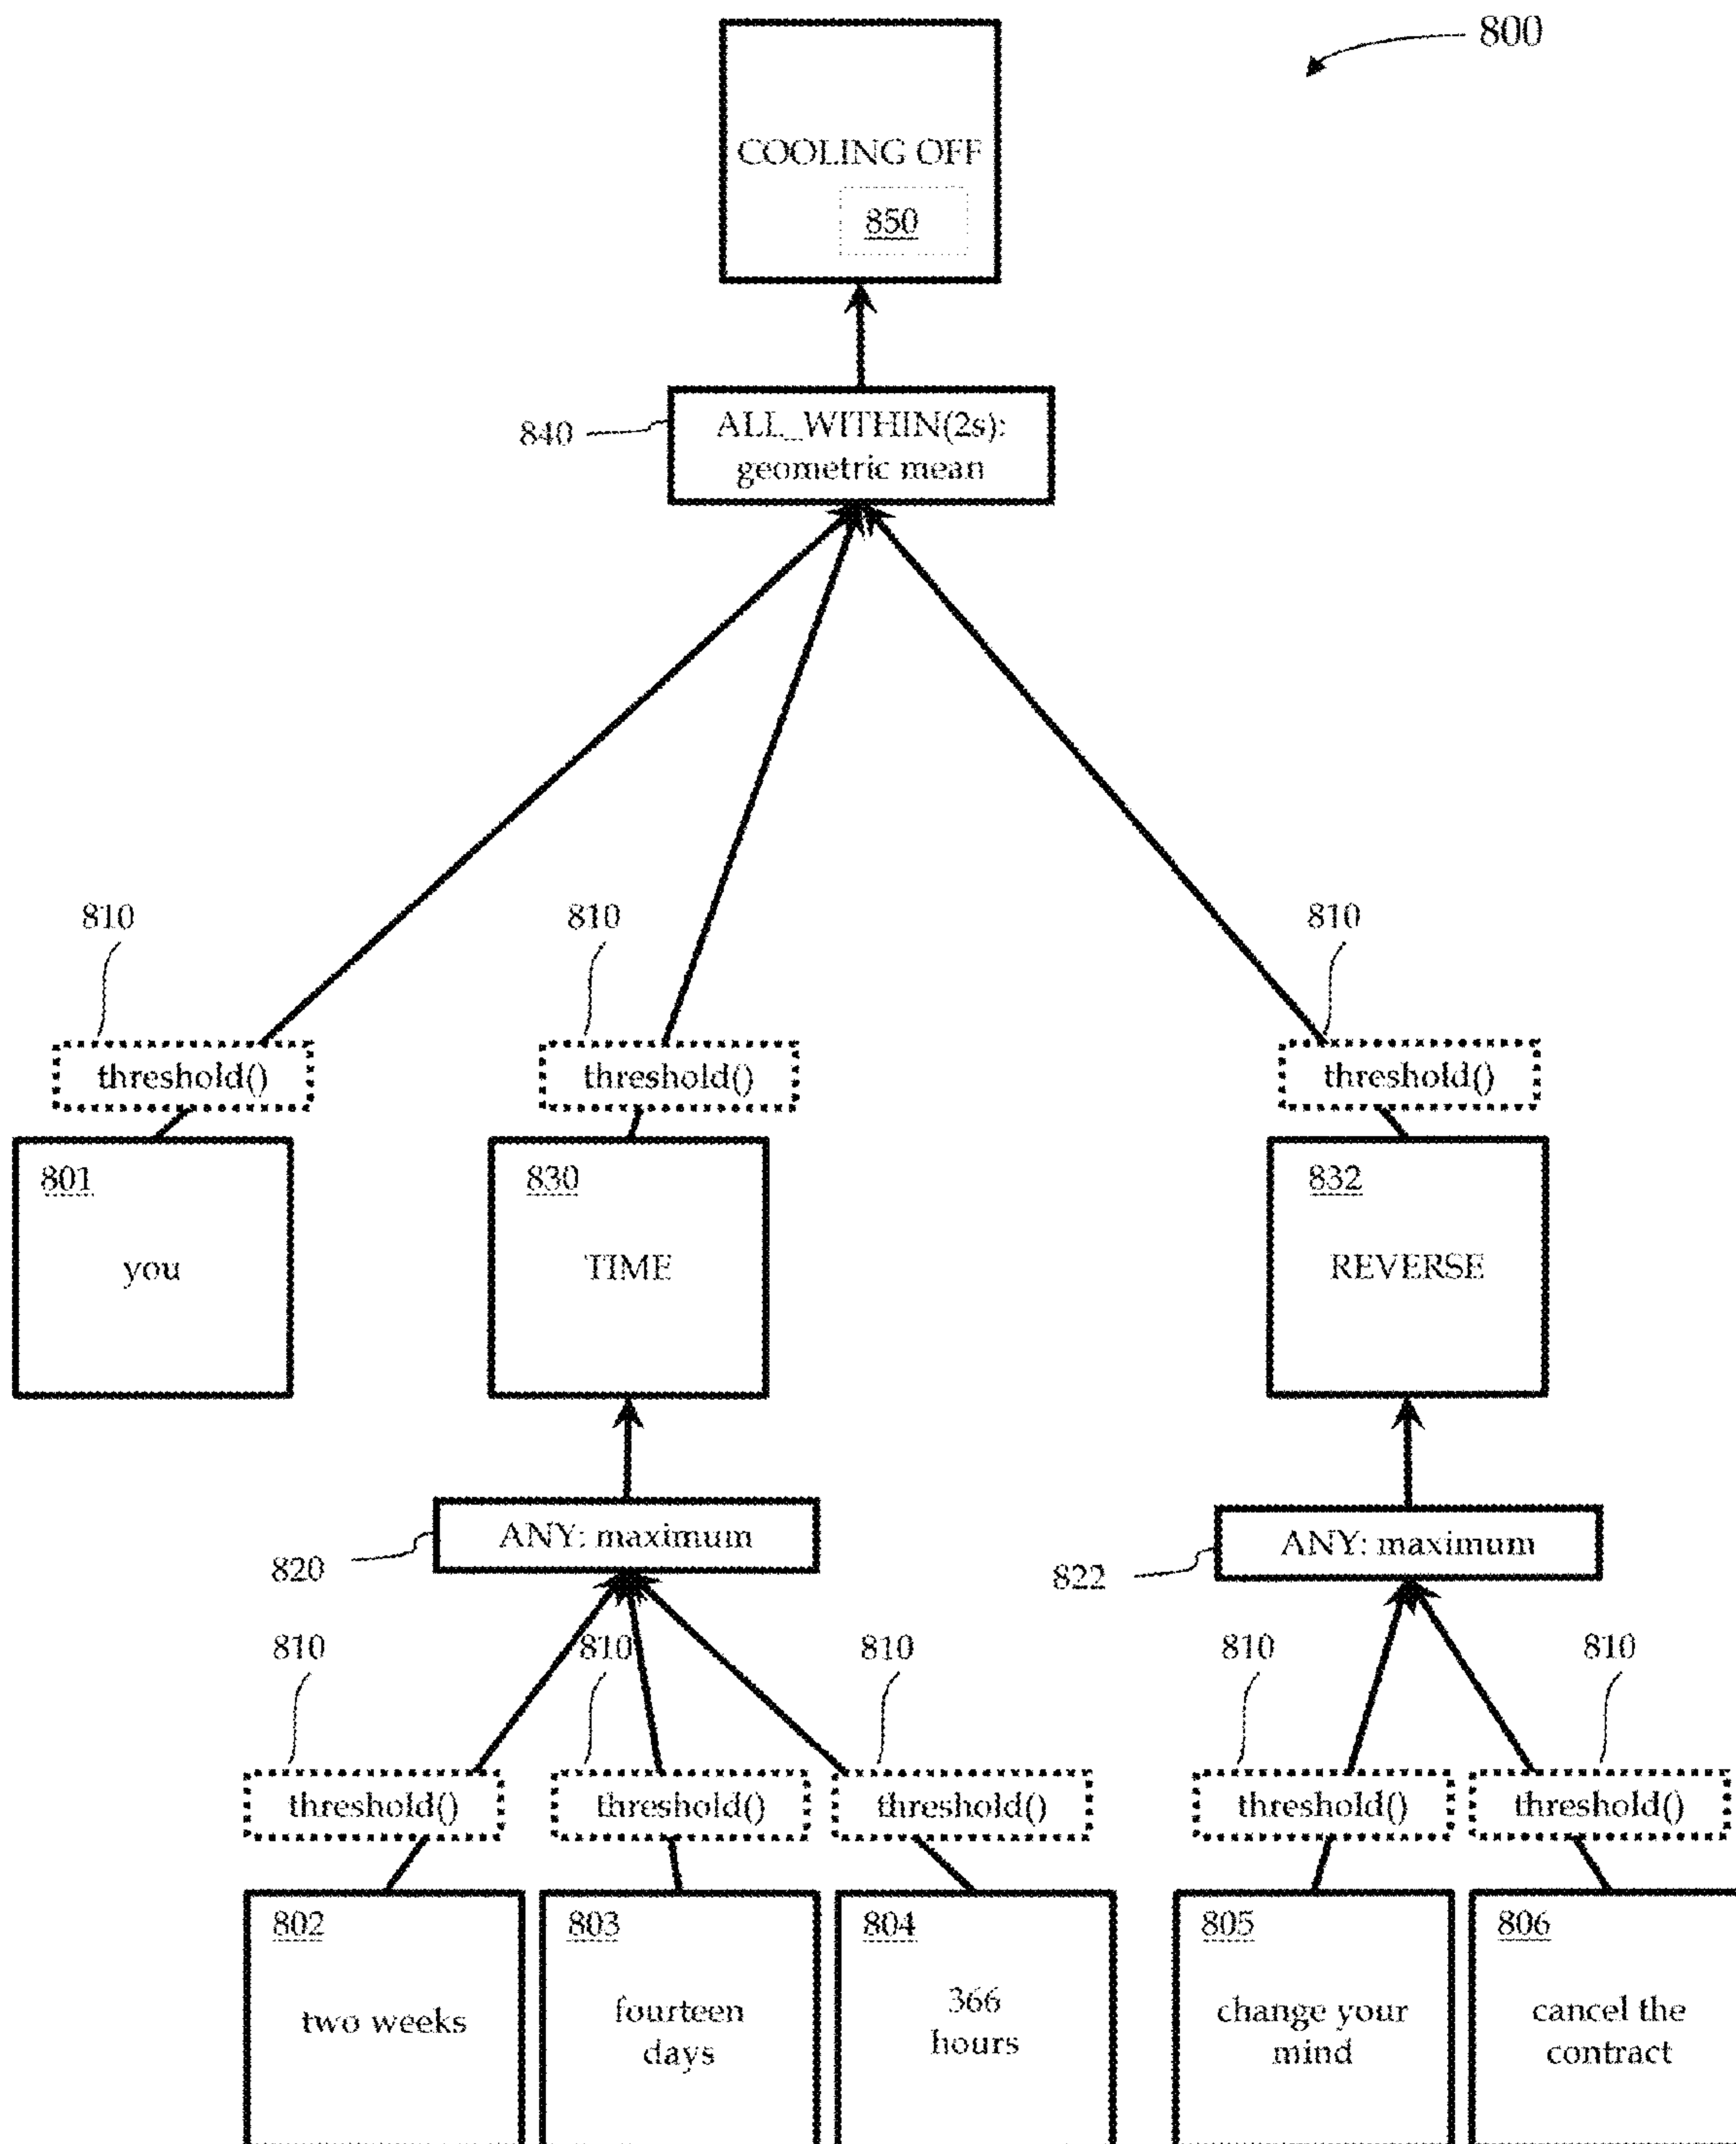 800
COOLING OFF
850
840
ALL_WITHIN(2s):
geometric mean
810
810
810
threshold()
threshold()
threshold()
801
830
832
you
TIME
REVERSE
ANY: maximum
ANY: maximum
820
822
810
810
810
810
810
threshold()
threshold()
threshold()
threshold()
threshold()
802
803
804
805
806
two weeks
fourteen
days
366
hours
change your
mind
cancel the
contract